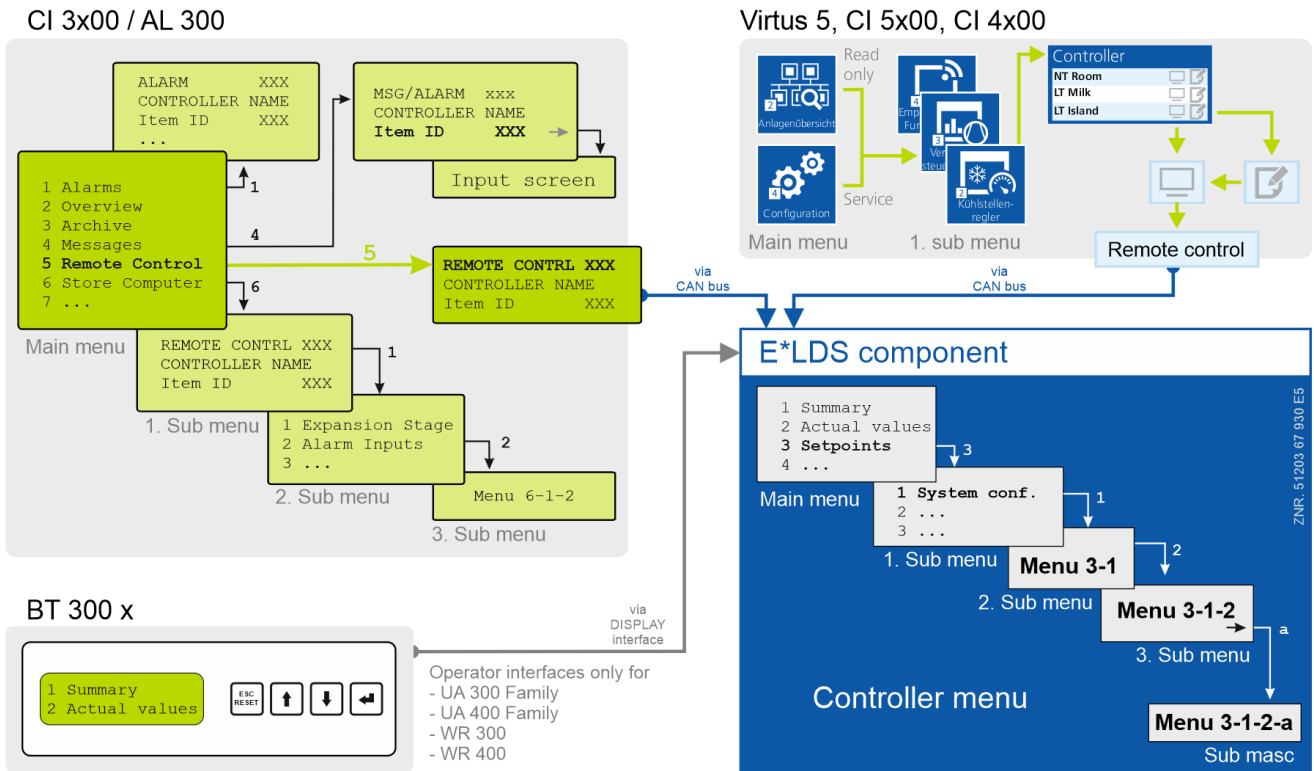 CI 3x00 / AL 300
ALARM XXX
CONTROLLER NAME
Item ID XXX
...
MSG/ALARM xxx
CONTROLLER NAME
Item ID XXX
Input screen
1 Alarms
2 Overview
3 Archive
4 Messages
5 Remote Control
6 Store Computer
7 ...
1
4
5
6
Main menu
REMOTE CONTRL XXX
CONTROLLER NAME
Item ID XXX
REMOTE CONTRL XXX
CONTROLLER NAME
Item ID XXX
1
1. Sub menu
1 Expansion Stage
2 Alarm Inputs
3 ...
2
2. Sub menu
Menu 6-1-2
3. Sub menu
Virtus 5, CI 5x00, CI 4x00
2
Anlagenübersicht
Read
only
4
Configuration
Service
Main menu
4
Emp
Fun
3
Ver
steue
2
Kühlstellen-
regler
1. sub menu
Controller
NT Room
LT Milk
LT Island
Remote control
via
CAN bus
via
CAN bus
E*LDS component
1 Summary
2 Actual values
3 Setpoints
4 ...
3
Main menu
1 System conf.
2 ...
3 ...
1
1. Sub menu
Menu 3-1
2
2. Sub menu
Menu 3-1-2
a
3. Sub menu
Menu 3-1-2-a
Sub masc
Controller menu
ZNR. 51203 67 930 E5
BT 300 x
1 Summary
2 Actual values
ESC
RESET
via
DISPLAY
interface
Operator interfaces only for
- UA 300 Family
- UA 400 Family
- WR 300
- WR 400